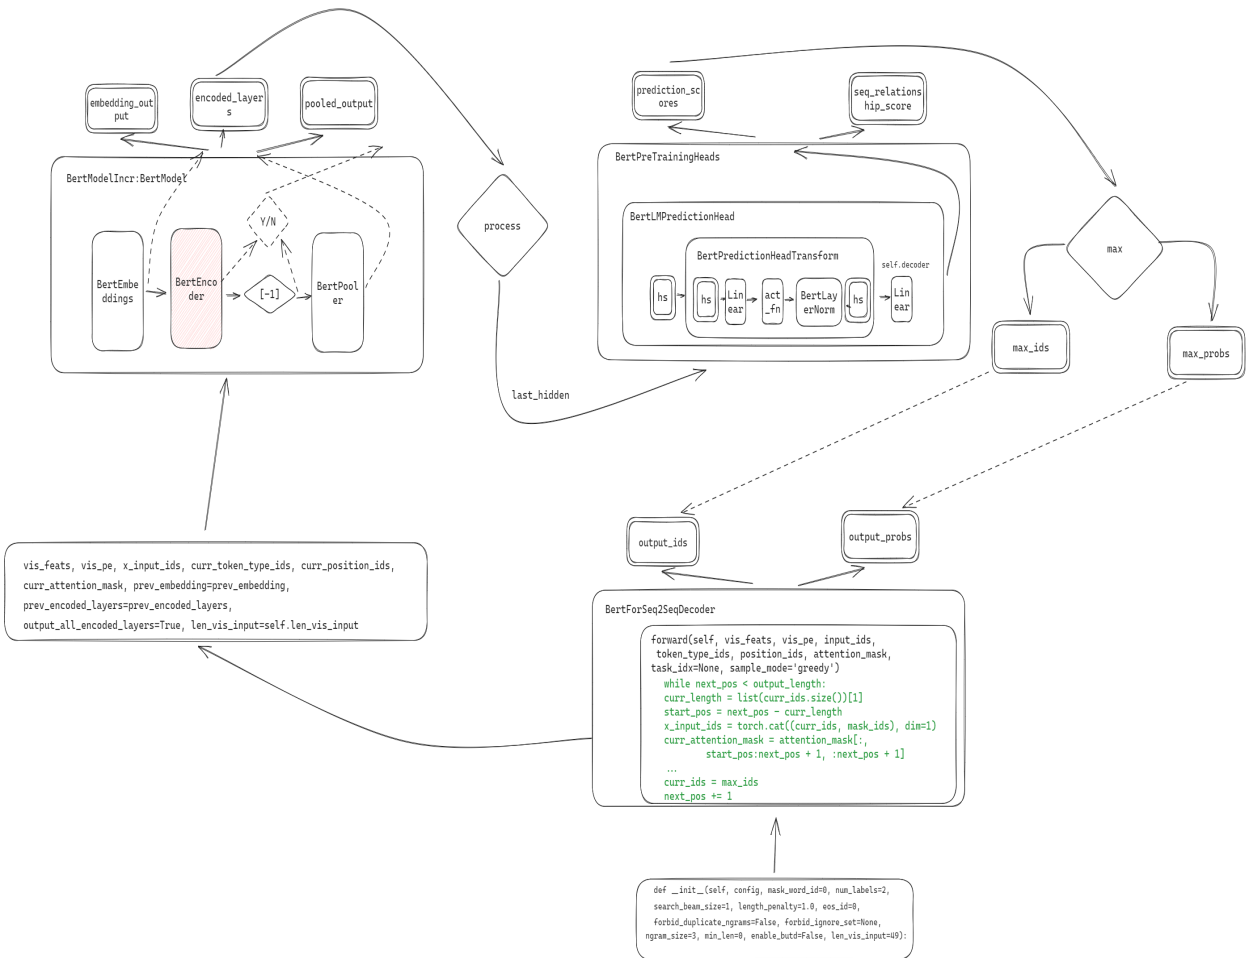 embedding_out
put
encoded_layer
s
pooled_output
prediction_sc
ores
seq_relations
hip_score
BertModelIncr:BertModel
Y/N
BertEmbe
ddings
BertEnco
der
[-1]
BertPool
er
process
last_hidden
BertPreTrainingHeads
BertLMPredictionHead
BertPredictionHeadTransform
self.decoder
hs
hs
Lin
ear
act
_fn
BertLay
erNorm
hs
Lin
ear
max
max_ids
max_probs
output_ids
output_probs
vis_feats, vis_pe, x_input_ids, curr_token_type_ids, curr_position_ids,
curr_attention_mask, prev_embedding=prev_embedding,
prev_encoded_layers=prev_encoded_layers,
output_all_encoded_layers=True, len_vis_input=self.len_vis_input
BertForSeq2SeqDecoder
forward(self, vis_feats, vis_pe, input_ids,
token_type_ids, position_ids, attention_mask,
task_idx=None, sample_mode='greedy')
while next_pos < output_length:
curr_length = list(curr_ids.size())[1]
start_pos = next_pos - curr_length
x_input_ids = torch.cat((curr_ids, mask_ids), dim=1)
curr_attention_mask = attention_mask[:,
start_pos:next_pos + 1, :next_pos + 1]
...
curr_ids = max_ids
next_pos += 1
def __init__(self, config, mask_word_id=0, num_labels=2,
search_beam_size=1, length_penalty=1.0, eos_id=0,
forbid_duplicate_ngrams=False, forbid_ignore_set=None,
ngram_size=3, min_len=0, enable_butd=False, len_vis_input=49):